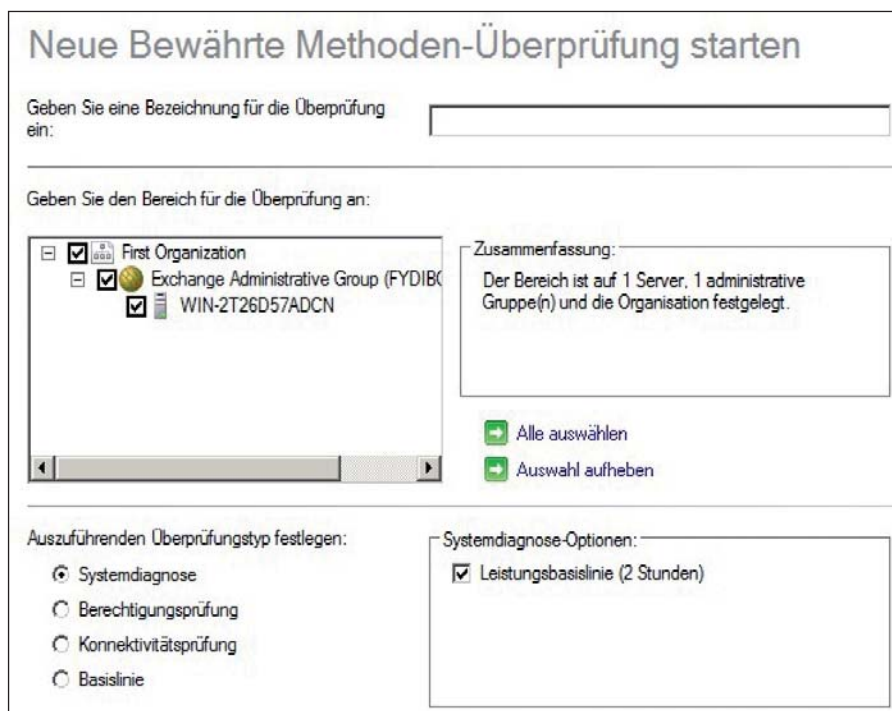 Neue Bewährte Methoden-Überprüfung starten
Geben Sie eine Bezeichnung für die Überprüfung
ein:
Geben Sie den Bereich für die Überprüfung an:
First Organization
Exchange Administrative Group (FYDIBO
WIN-2T26D57ADCN
Zusammenfassung:
Der Bereich ist auf 1 Server, 1 administrative
Gruppe(n) und die Organisation festgelegt.
Alle auswählen
Auswahl aufheben
Auszuführenden Überprüfungstyp festlegen:
Systemdiagnose
Berechtigungsprüfung
Konnektivitätsprüfung
Basislinie
Systemdiagnose-Optionen:
Leistungsbasislinie (2 Stunden)